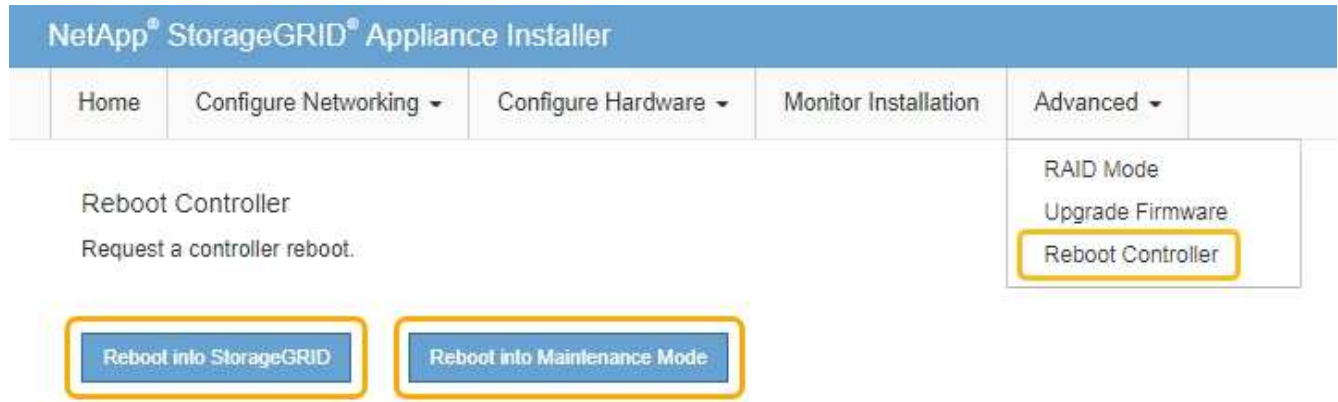 NetApp® StorageGRID® Appliance Installer
Home Configure Networking Configure Hardware Monitor Installation Advanced
RAID Mode
Upgrade Firmware
Reboot Controller
Reboot Controller
Request a controller reboot.
Reboot into StorageGRID Reboot into Maintenance Mode